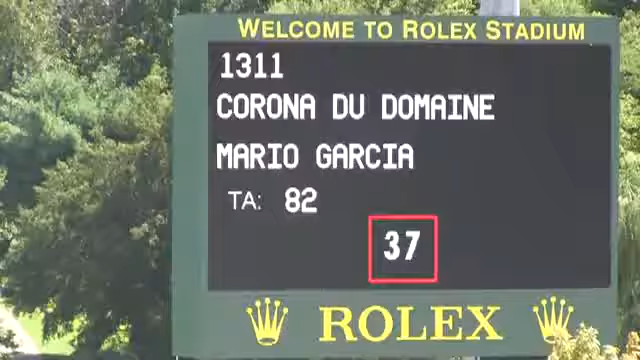 WELCOME TO ROLEX STADIUM
1311
CORONA DU DOMAINE
MARIO GARCIA
TA: 82
37
ROLEX